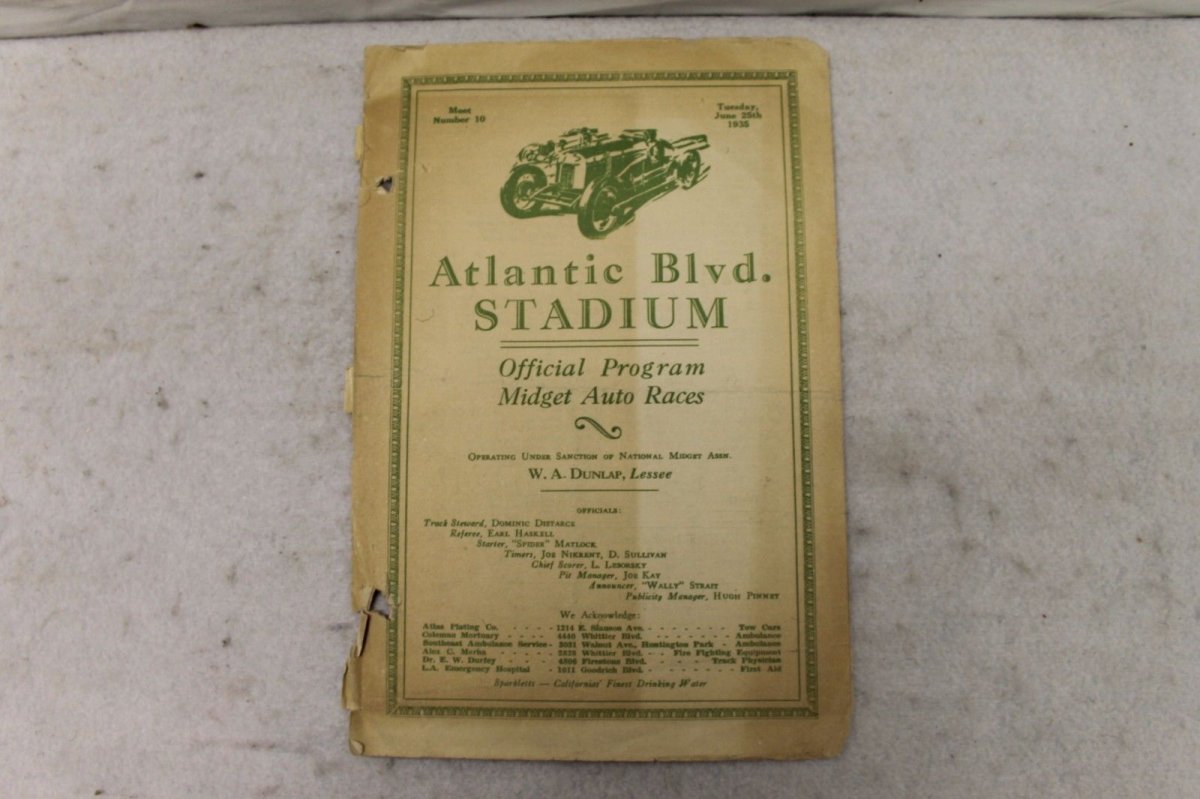 Meet
Number 10
Tuesday,
June 25th
1935
Atlantic Blvd.
STADIUM
Official Program
Midget Auto Races
OPERATING UNDER SANCTION OF NATIONAL MIDGET ASSN.
W. A. DUNLAP, Lessee
OFFICIALS:
Track Steward, DOMINIC DISTARCE
Referee, EARL HASKELL
Starter, "SPIDER" MATLOCK
Timers, JOE NIKRENT, D. SULLIVAN
Chief Scorer, L. LEBORSKY
Pit Manager, JOE KAY
Announcer, "WALLY" STRAIT
Publicity Manager, HUGH PINNEY
We Acknowledge:
Atlas Plating Co. - - - - - 1214 E. Slauson Ave. - - - - - - - Tow Cars
Coleman Mortuary - - - - 4440 Whittier Blvd. - - - - - - - Ambulance
Southeast Ambulance Service - 3031 Walnut Ave., Huntington Park - Ambulance
Alex C. Merha - - - - - 2828 Whittier Blvd. - - Fire Fighting Equipment
Dr. E. W. Durfey - - - - 4806 Firestone Blvd. - - - - Track Physician
L.A. Emergency Hospital - 1011 Goodrich Blvd. - - - - - - - First Aid
Sparkletts — Californias' Finest Drinking Water